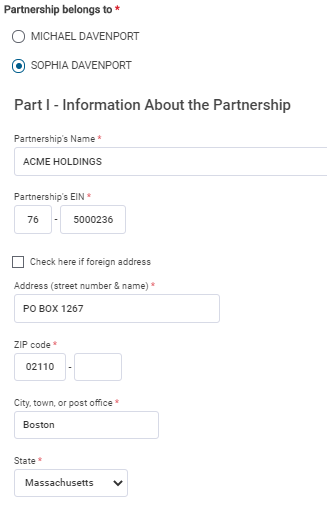 Partnership belongs to *
MICHAEL DAVENPORT
SOPHIA DAVENPORT
Part I - Information About the Partnership
Partnership's Name *
ACME HOLDINGS
Partnership's EIN *
76 - 5000236
Check here if foreign address
Address (street number & name) *
PO BOX 1267
ZIP code *
02110 -
City, town, or post office *
Boston
State *
Massachusetts